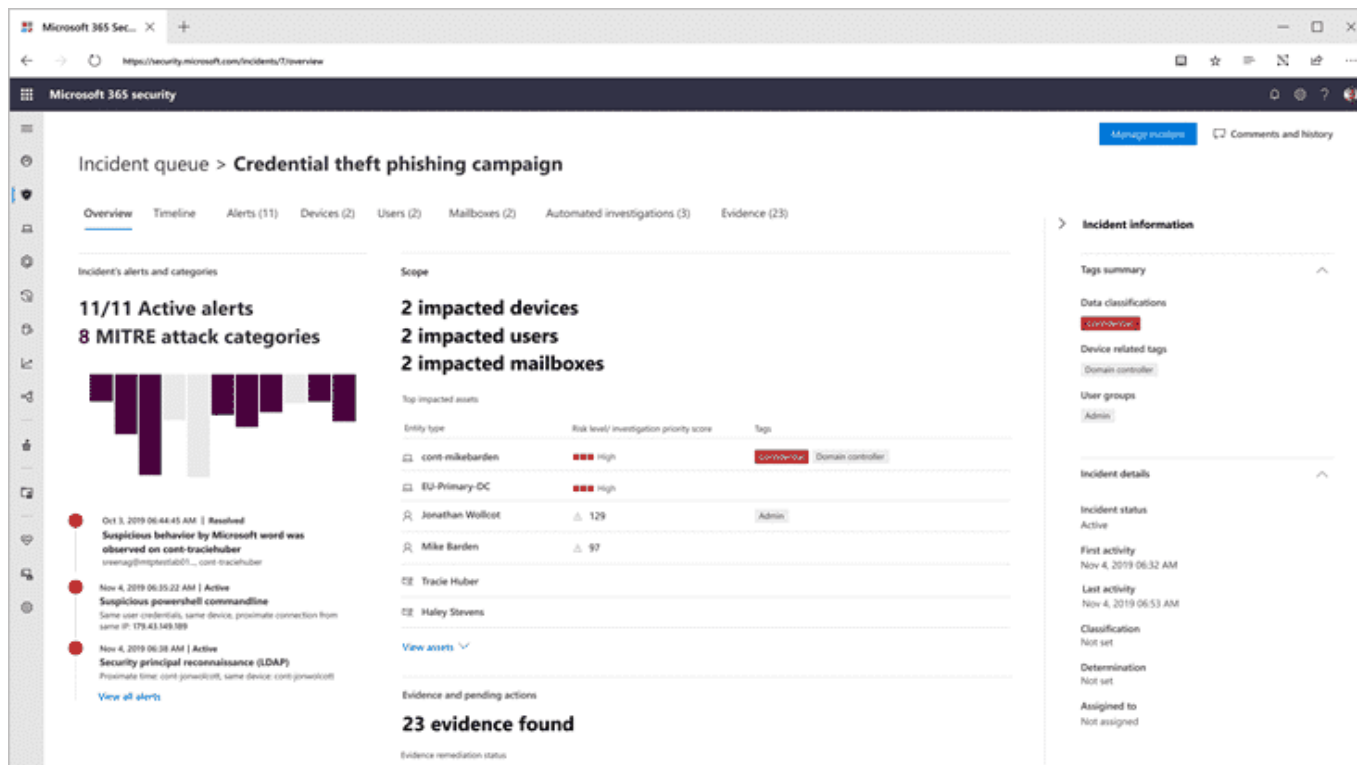 Microsoft 365 Sec...
https://security.microsoft.com/incidents/7/overview
Microsoft 365 security
Manage incident
Comments and history
Incident queue > Credential theft phishing campaign
Overview Timeline Alerts (11) Devices (2) Users (2) Mailboxes (2) Automated investigations (3) Evidence (23)
Incident's alerts and categories
11/11 Active alerts
8 MITRE attack categories
Oct 3, 2019 06:44:45 AM | Resolved
Suspicious behavior by Microsoft word was
observed on cont-traciehuber
sreenag@mtptestlab01..., cont-traciehuber
Nov 4, 2019 06:35:22 AM | Active
Suspicious powershell commandline
Same user credentials, same device, proximate connection from
same IP: 179.43.149.189
Nov 4, 2019 06:38 AM | Active
Security principal reconnaissance (LDAP)
Proximate time: cont-jonwolcott, same device: cont-jonwolcott
View all alerts
Scope
2 impacted devices
2 impacted users
2 impacted mailboxes
Top impacted assets
Entity type Risk level/ investigation priority score Tags
cont-mikebarden High Confidential Domain controller
EU-Primary-DC High
Jonathan Wollcot 129 Admin
Mike Barden 97
Tracie Huber
Haley Stevens
View assets
Evidence and pending actions
23 evidence found
Evidence remediation status
Incident information
Tags summary
Data classifications
Confidential
Device related tags
Domain controller
User groups
Admin
Incident details
Incident status
Active
First activity
Nov 4, 2019 06:32 AM
Last activity
Nov 4, 2019 06:53 AM
Classification
Not set
Determination
Not set
Assigned to
Not assigned